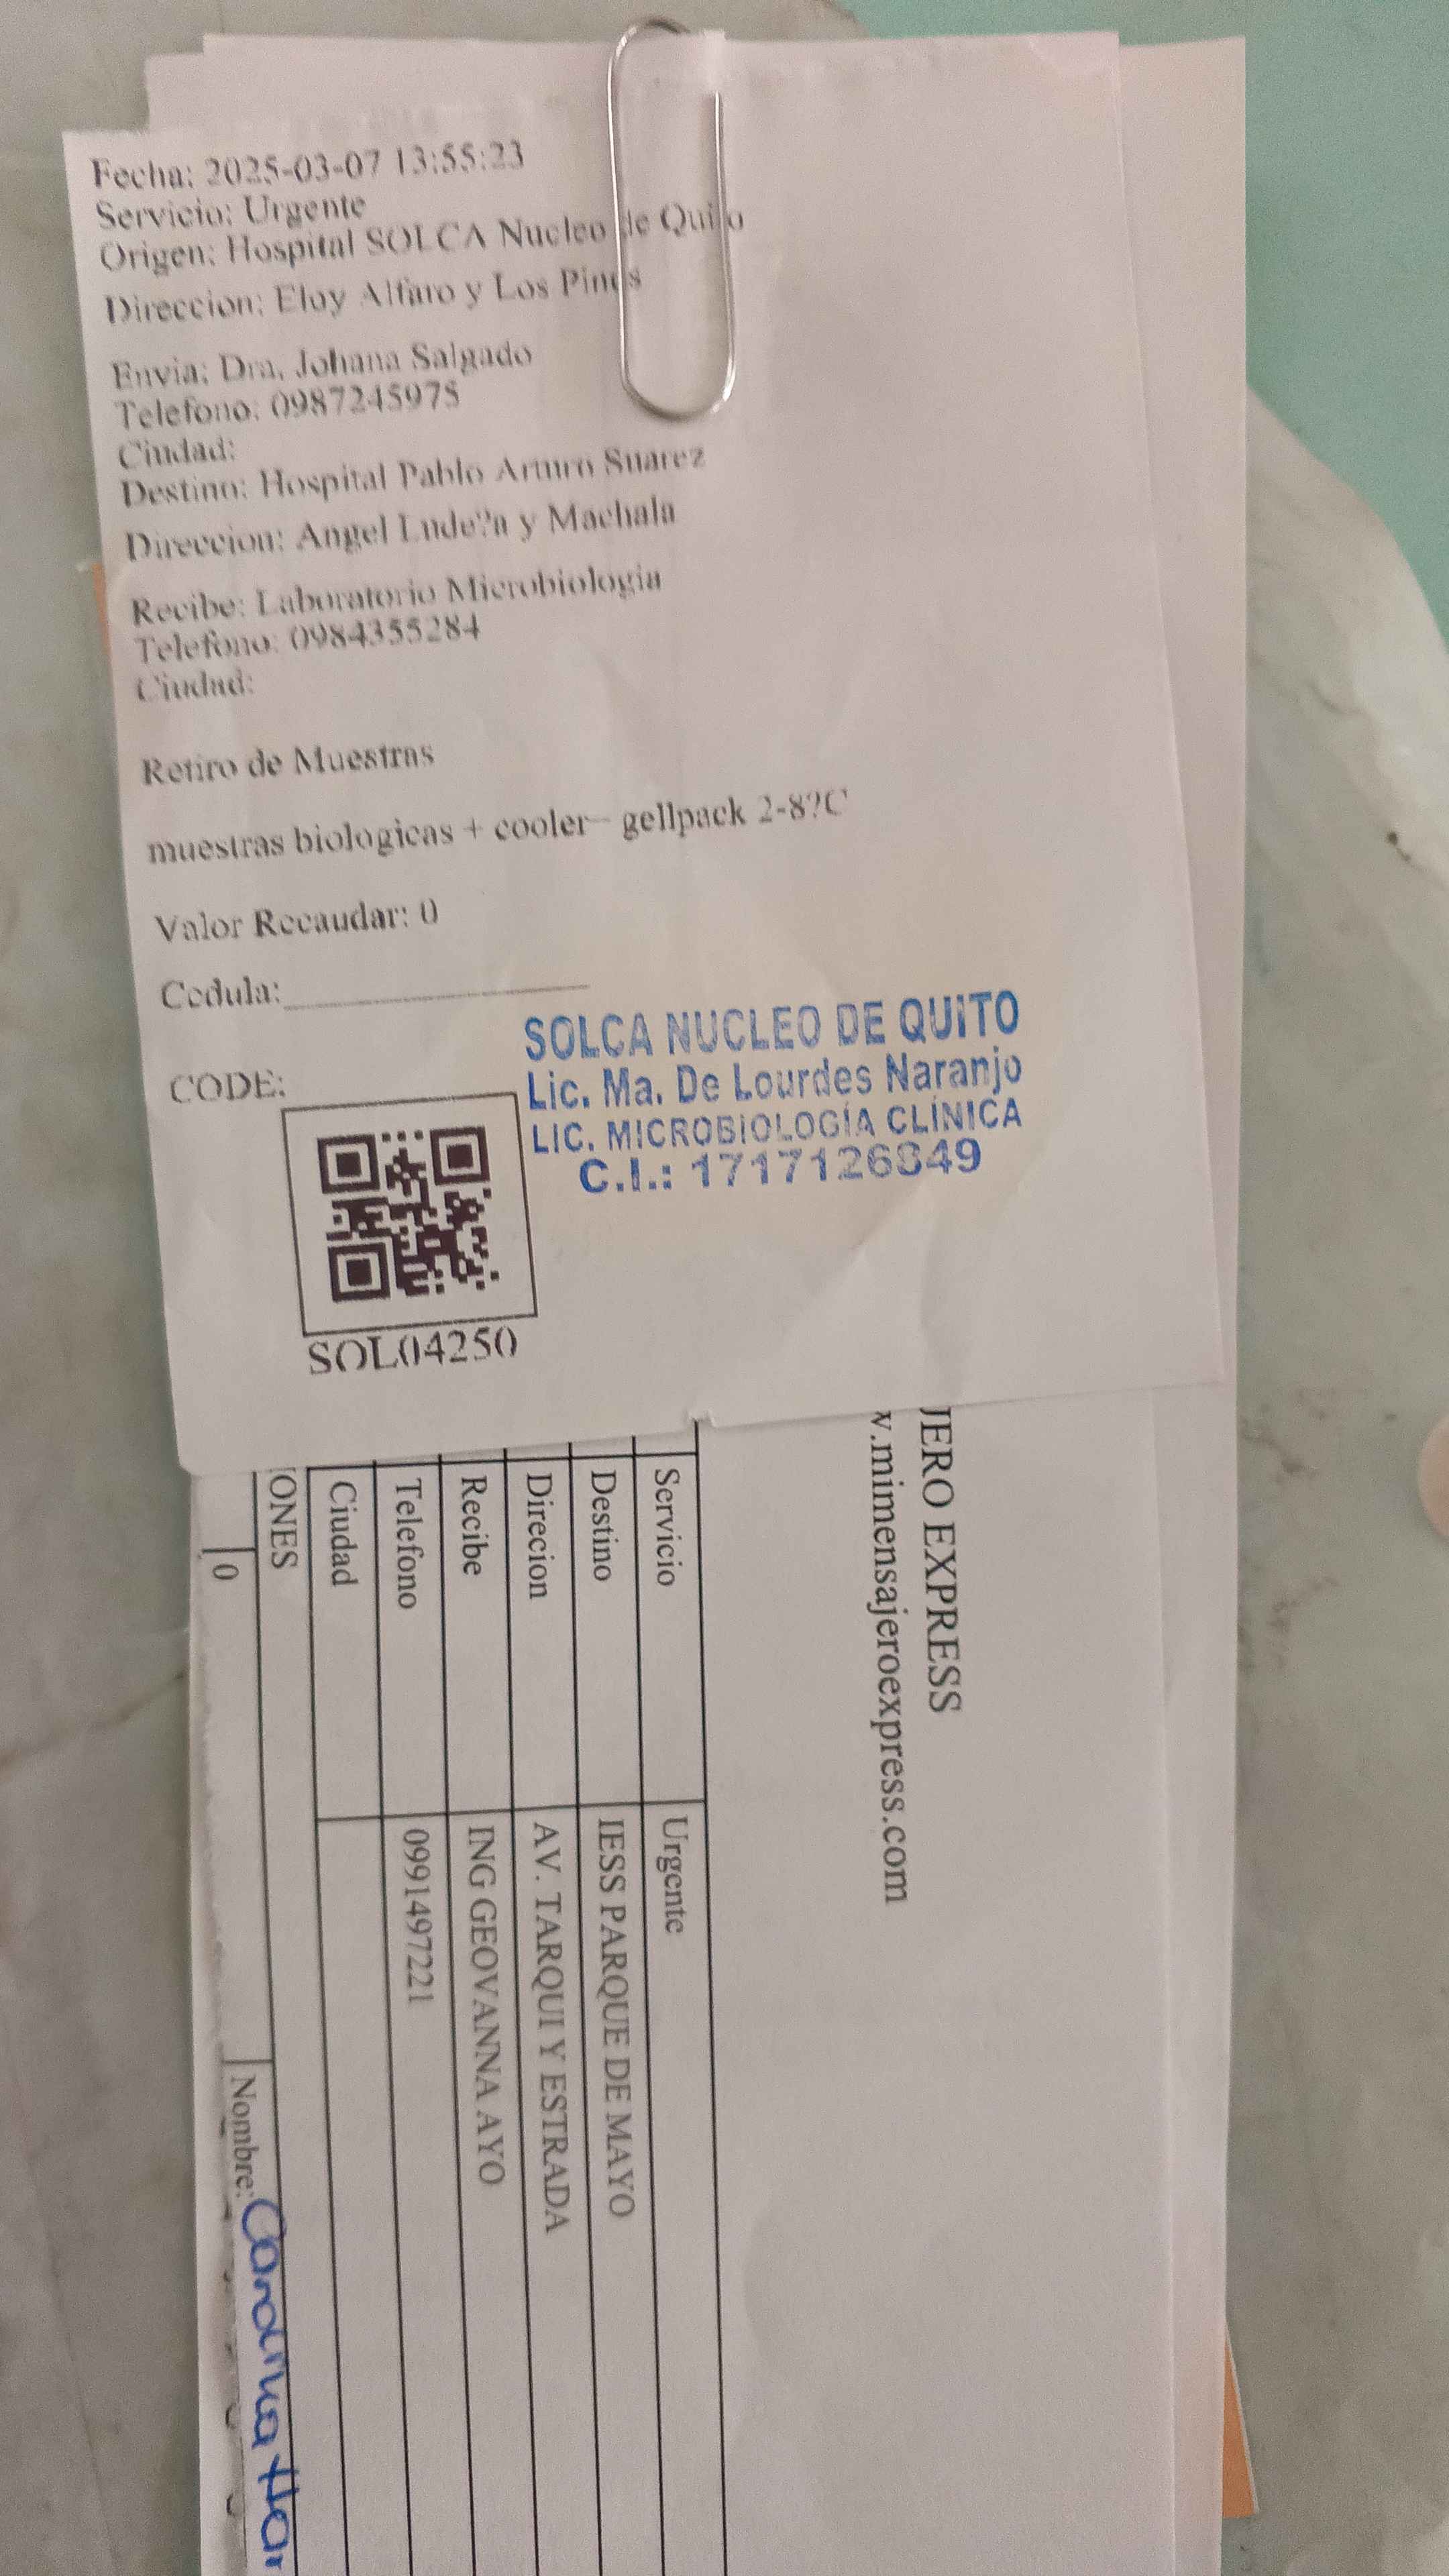 Fecha: 2025-03-07 13:55:23
Servicio: Urgente
Origen: Hospital SOLCA Nucleo de Quito
Direccion: Eloy Alfaro y Los Pinos
Envia: Dra. Johana Salgado
Telefono: 0987245975
Ciudad:
Destino: Hospital Pablo Arturo Suarez
Direccion: Angel Lude?a y Machala
Recibe: Laboratorio Microbiologia
Telefono: 0984355284
Ciudad:
Retiro de Muestras
muestras biologicas + cooler– gellpack 2-8?C
Valor Recaudar: 0
Cedula:
CODE:
SOLCA NUCLEO DE QUITO
Lic. Ma. De Lourdes Naranjo
LIC. MICROBIOLOGÍA CLÍNICA
C.I.: 1717126849
SOL04250
JERO EXPRESS
w.mimensajeroexpress.com
Servicio Urgente
Destino IESS PARQUE DE MAYO
Direcion AV. TARQUI Y ESTRADA
Recibe ING GEOVANNA AYO
Telefono 0991497221
Ciudad
ONES
0 Nombre: Carolina